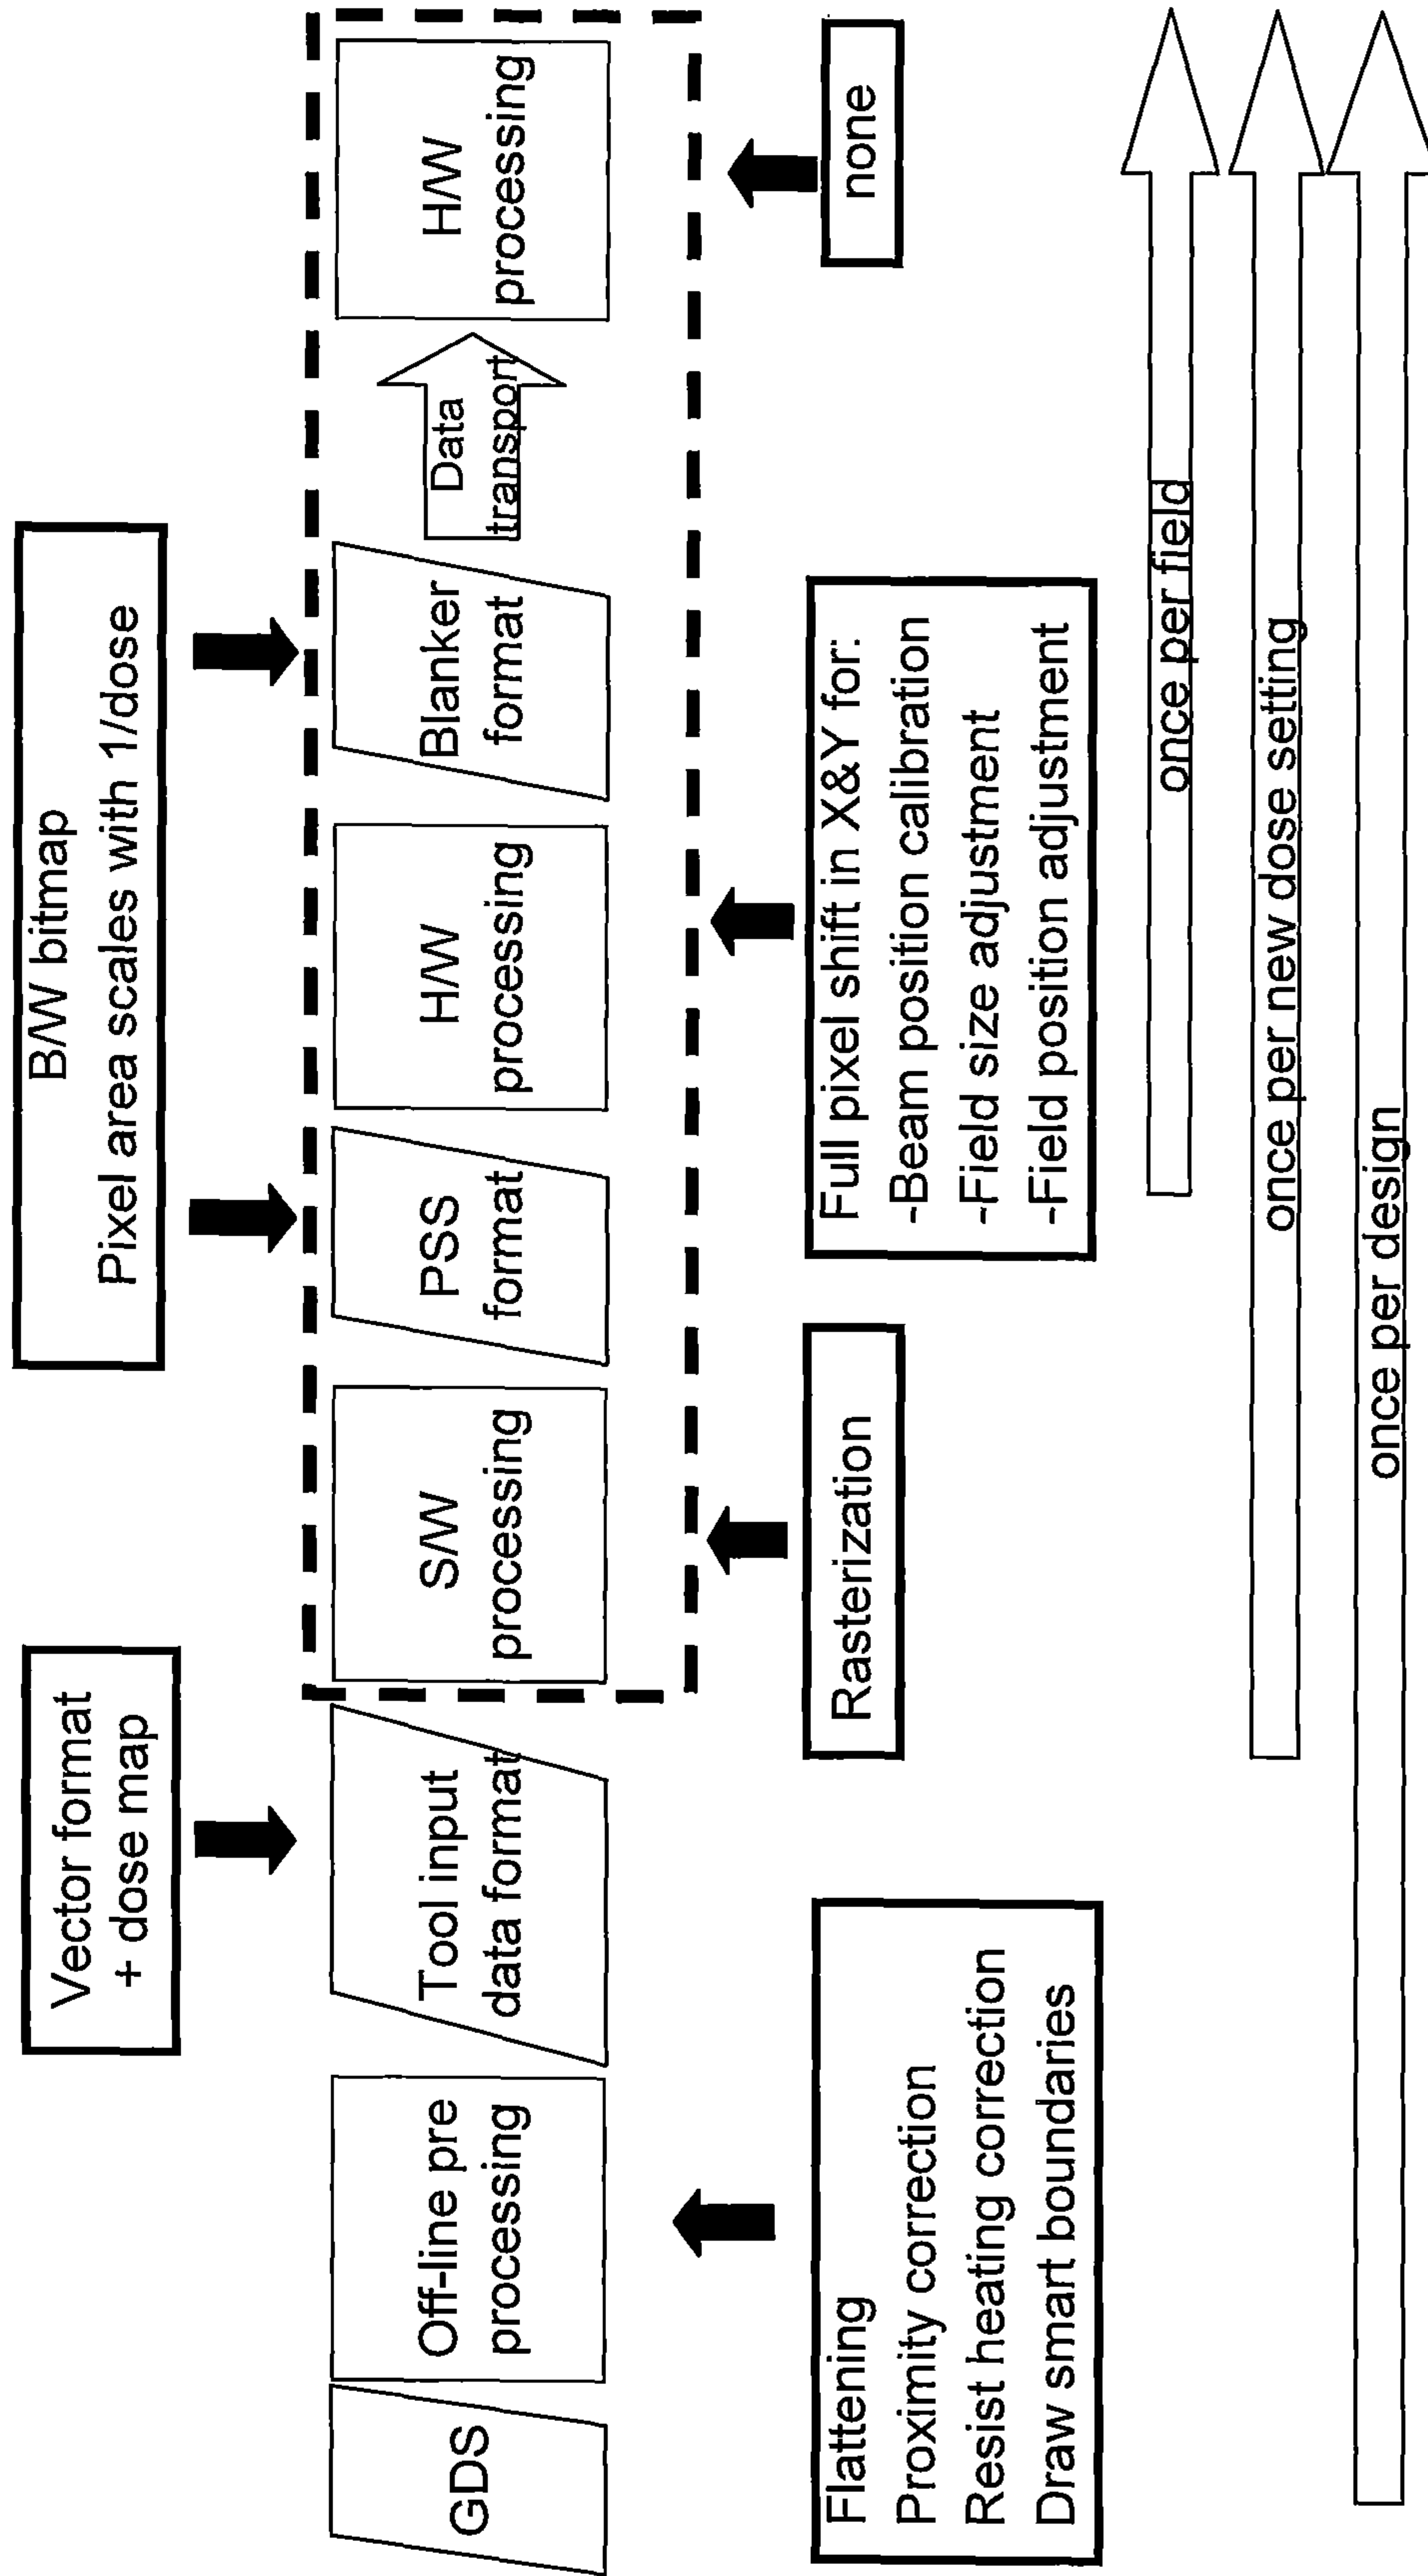 Vector format
+ dose map
B/W bitmap
Pixel area scales with 1/dose
GDS
Off-line pre
processing
Tool input
data format
S/W
processing
PSS
format
H/W
processing
Blanker
format
Data
transport
H/W
processing
Flattening
Proximity correction
Resist heating correction
Draw smart boundaries
Rasterization
Full pixel shift in X&Y for:
-Beam position calibration
-Field size adjustment
-Field position adjustment
none
once per field
once per new dose setting
once per design